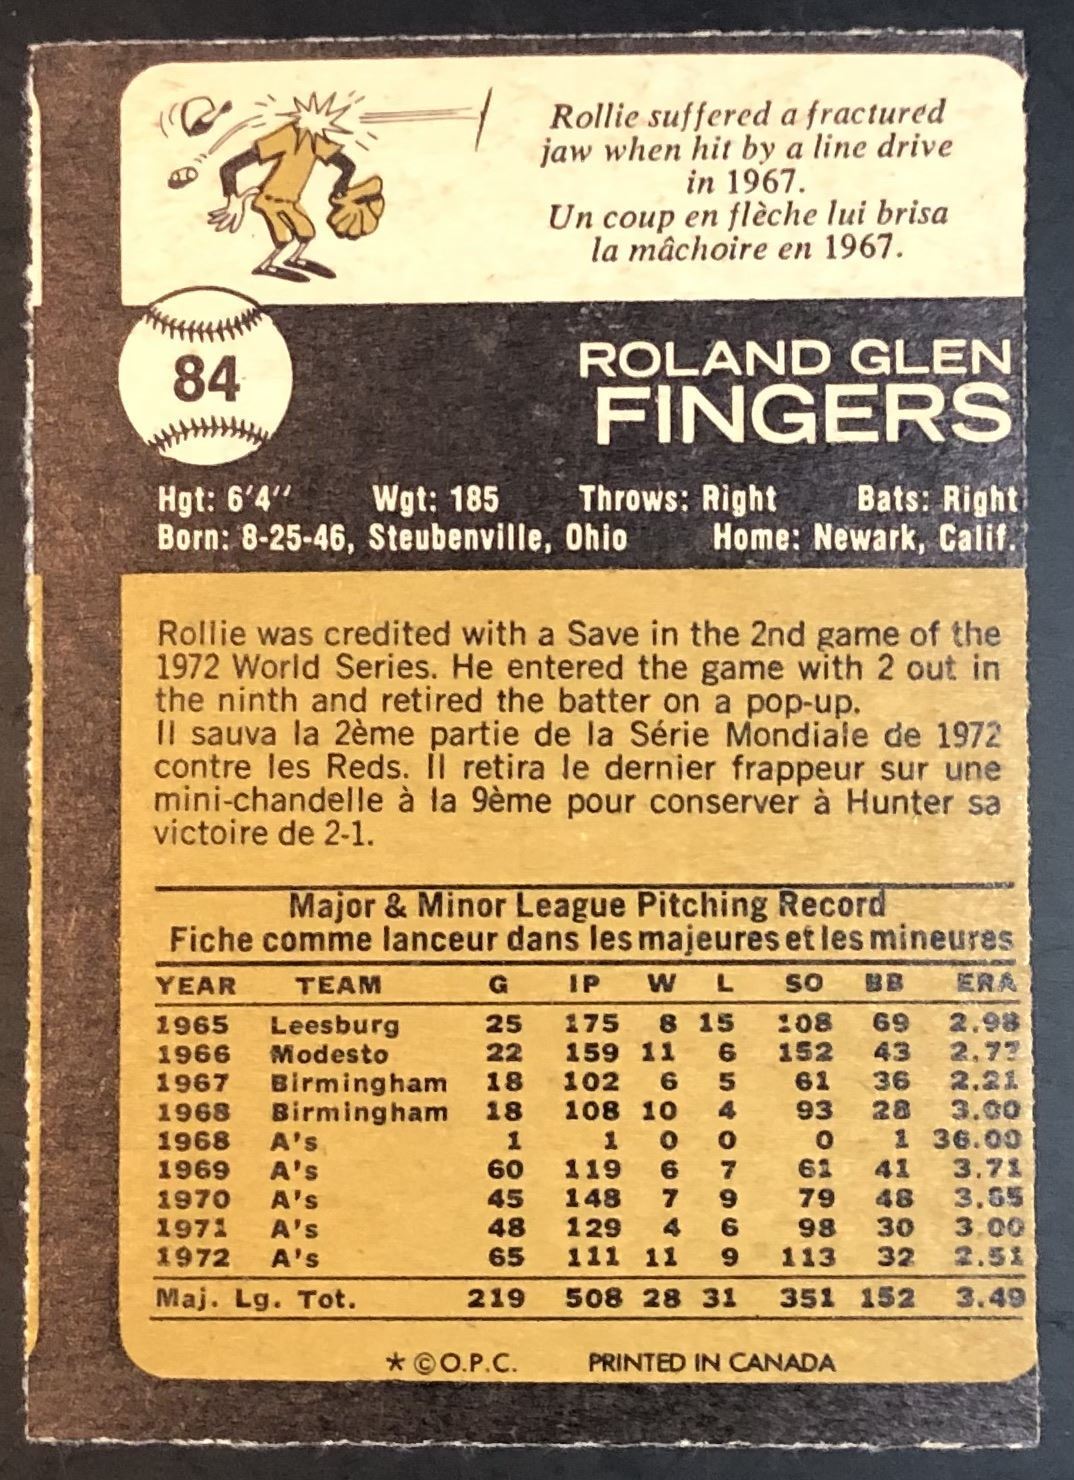 Rollie suffered a fractured
jaw when hit by a line drive
in 1967.
Un coup en flèche lui brisa
la mâchoire en 1967.
84
ROLAND GLEN
FINGERS
Hgt: 6'4'' Wgt: 185 Throws: Right Bats: Right
Born: 8-25-46, Steubenville, Ohio Home: Newark, Calif.
Rollie was credited with a Save in the 2nd game of the
1972 World Series. He entered the game with 2 out in
the ninth and retired the batter on a pop-up.
Il sauva la 2ème partie de la Série Mondiale de 1972
contre les Reds. Il retira le dernier frappeur sur une
mini-chandelle à la 9ème pour conserver à Hunter sa
victoire de 2-1.
Major & Minor League Pitching Record
Fiche comme lanceur dans les majeures et les mineures
YEAR TEAM G IP W L SO BB ERA
1965 Leesburg 25 175 8 15 108 69 2.98
1966 Modesto 22 159 11 6 152 43 2.77
1967 Birmingham 18 102 6 5 61 36 2.21
1968 Birmingham 18 108 10 4 93 28 3.00
1968 A's 1 1 0 0 0 1 36.00
1969 A's 60 119 6 7 61 41 3.71
1970 A's 45 148 7 9 79 48 3.65
1971 A's 48 129 4 6 98 30 3.00
1972 A's 65 111 11 9 113 32 2.51
Maj. Lg. Tot. 219 508 28 31 351 152 3.49
* © O.P.C. PRINTED IN CANADA